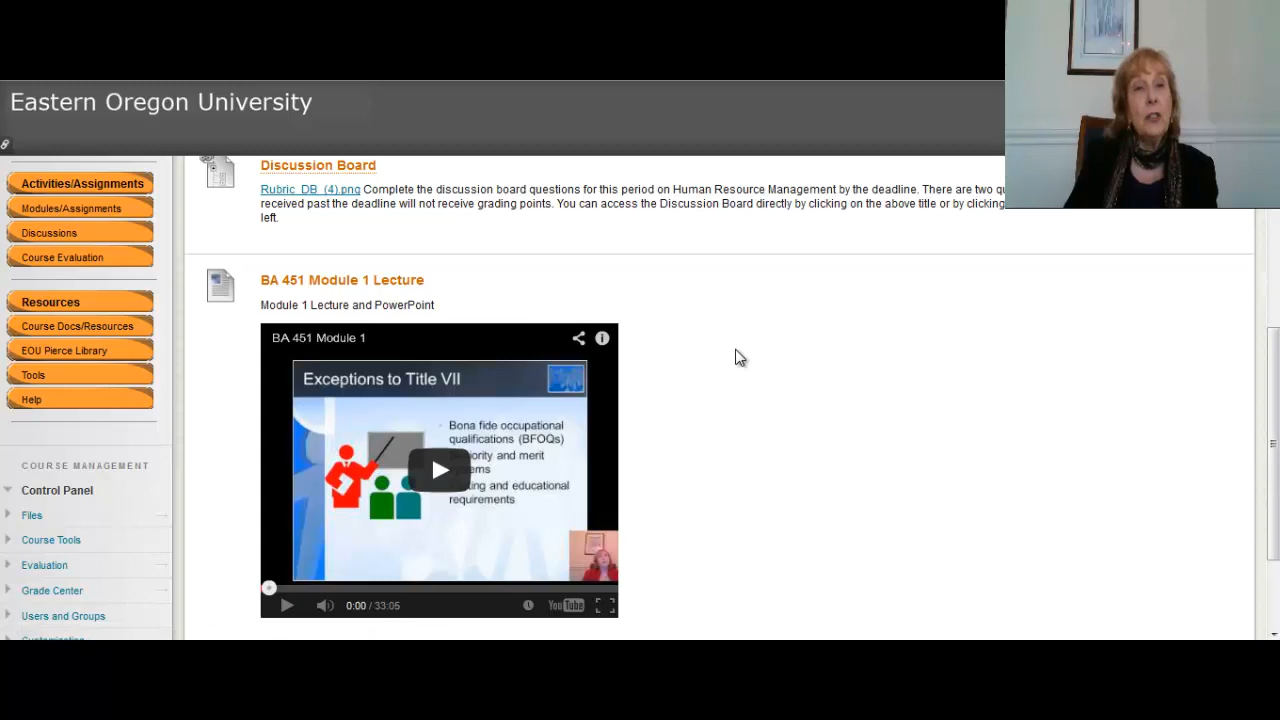 Eastern Oregon University
Activities/Assignments
Modules/Assignments
Discussions
Course Evaluation
Resources
Course Docs/Resources
EOU Pierce Library
Tools
Help
COURSE MANAGEMENT
Control Panel
Files
Course Tools
Evaluation
Grade Center
Users and Groups
Discussion Board
Rubric_DB_(4).png Complete the discussion board questions for this period on Human Resource Management by the deadline. There are two
received past the deadline will not receive grading points. You can access the Discussion Board directly by clicking on the above title or by clicking
left.
BA 451 Module 1 Lecture
Module 1 Lecture and PowerPoint
BA 451 Module 1
Exceptions to Title VII
Bona fide occupational
qualifications (BFOQs)
and merit
and educational
requirements
0:00 / 33:05
YouTube